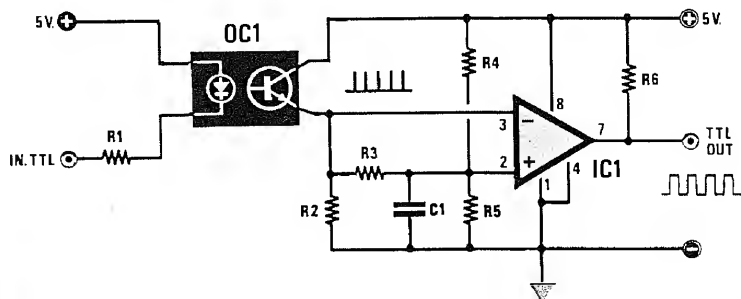 5V.
OC1
5V.
R4
R6
8
3
−
7
TTL
OUT
R1
IN.TTL
R3
2
+
IC1
1
4
R2
C1
R5